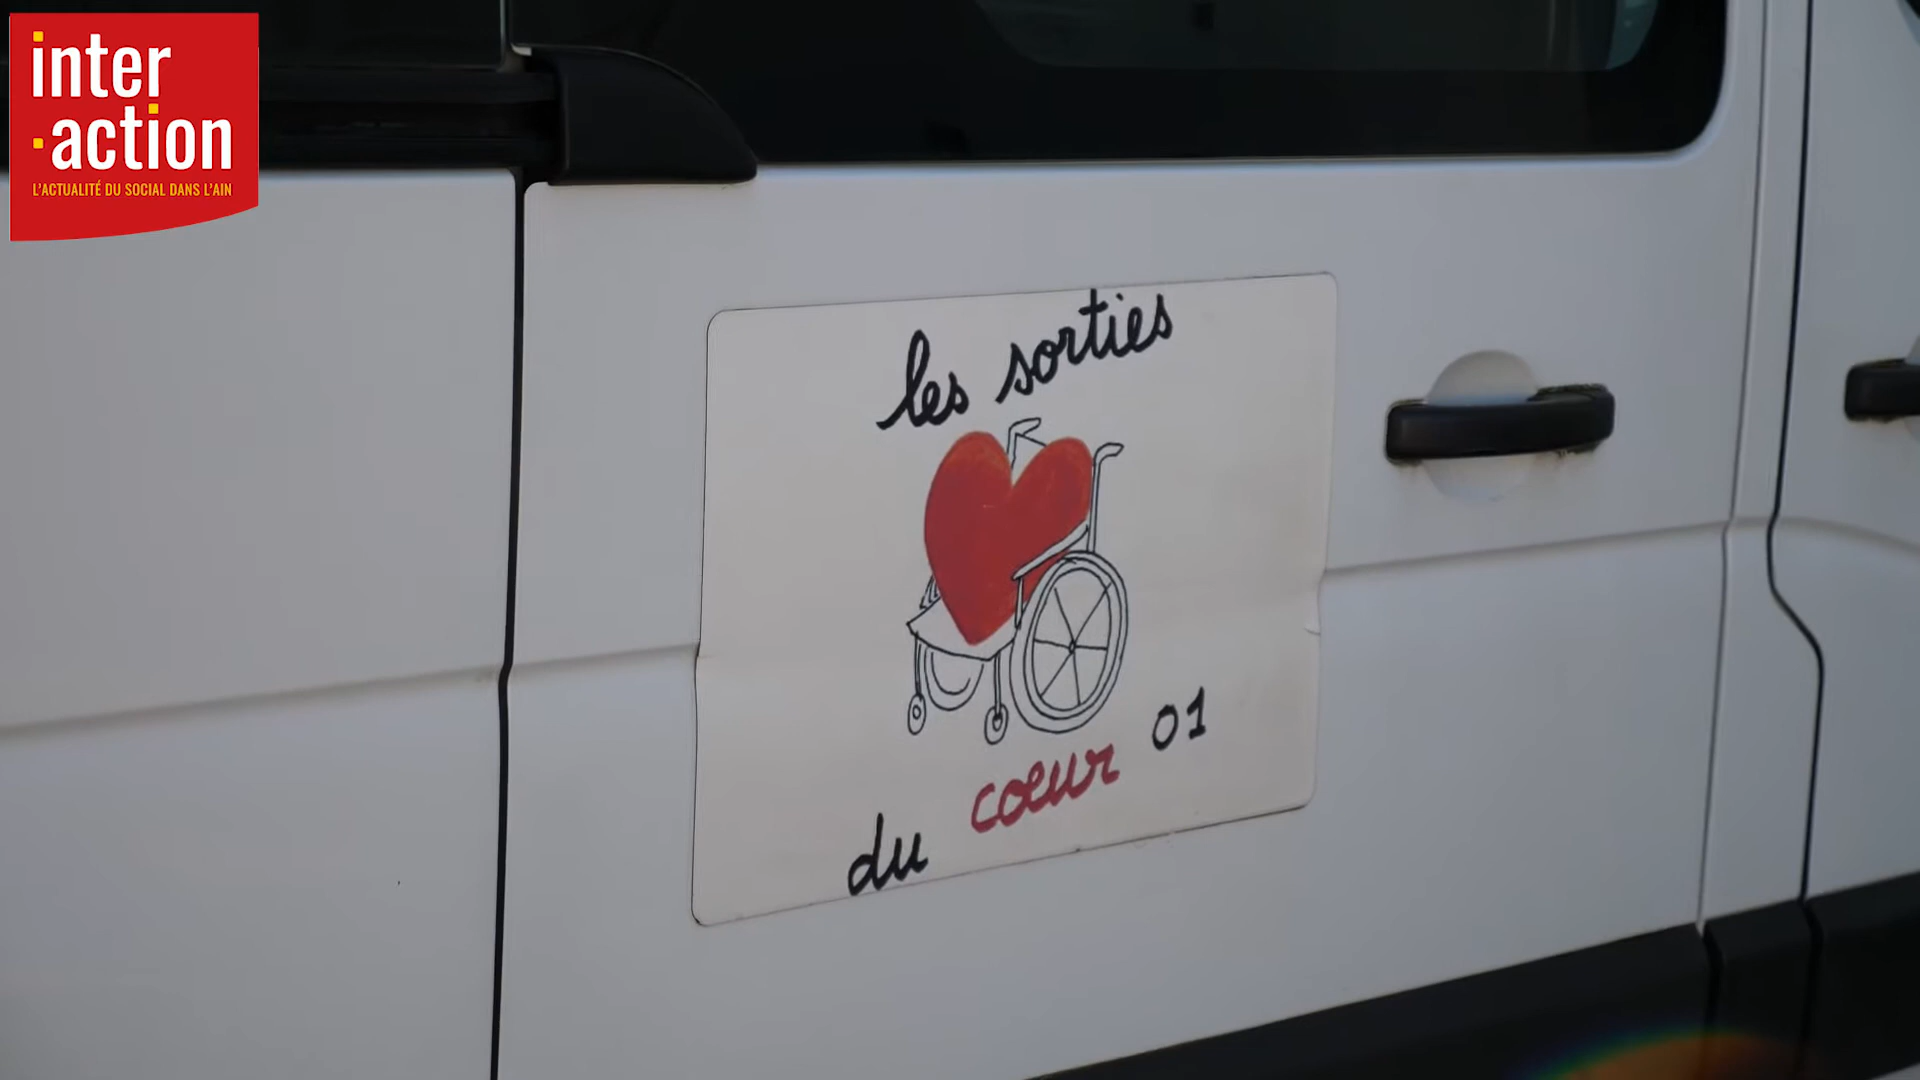 inter
·action
L'ACTUALITÉ DU SOCIAL DANS L'AIN
les sorties
du coeur 01